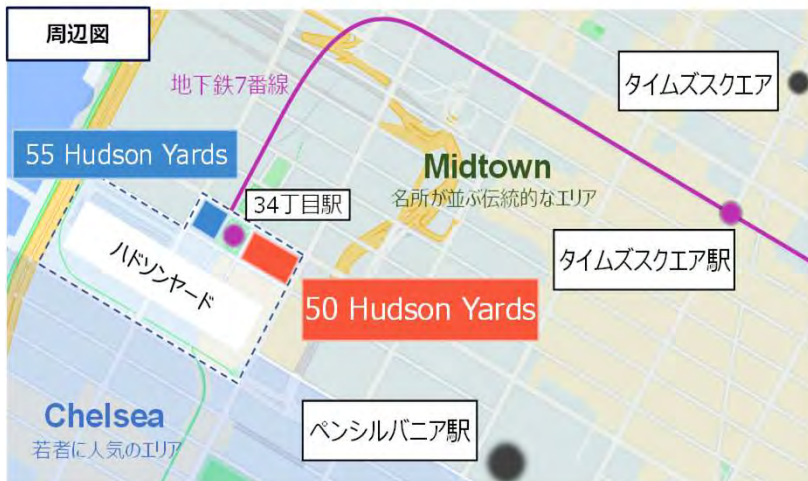 周辺図
地下鉄7番線
タイムズスクエア
55 Hudson Yards
Midtown
名所が並ぶ伝統的なエリア
34丁目駅
タイムズスクエア駅
ハドソンヤード
50 Hudson Yards
Chelsea
若者に人気のエリア
ペンシルバニア駅